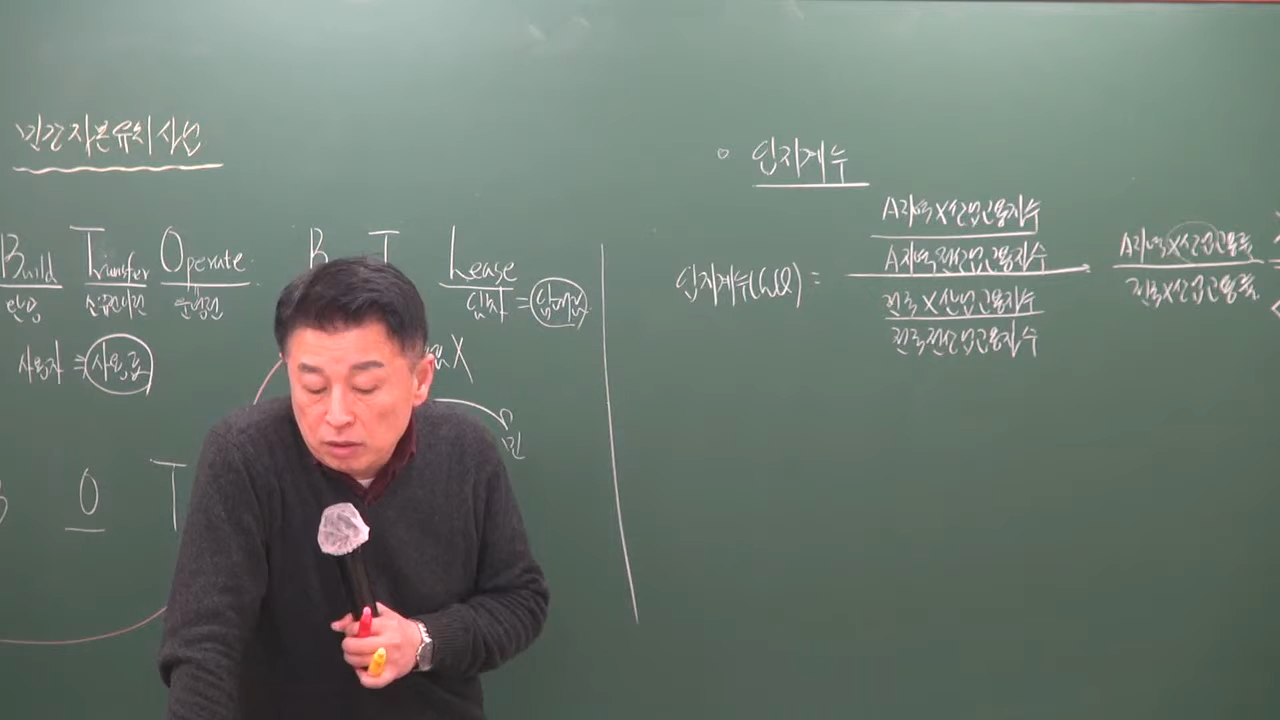 민간자본유치사업
Build Transfer Operate
민간 소유권이전 운영권
사용자 = 사용료
B T Lease
임차 = 임대료
X
민
B O T
○ 입지계수
입지계수(LQ) =
A지역X산업고용자수
A지역전산업고용자수
전국X산업고용자수
전국전산업고용자수
A지역X산업고용률
전국X산업고용률